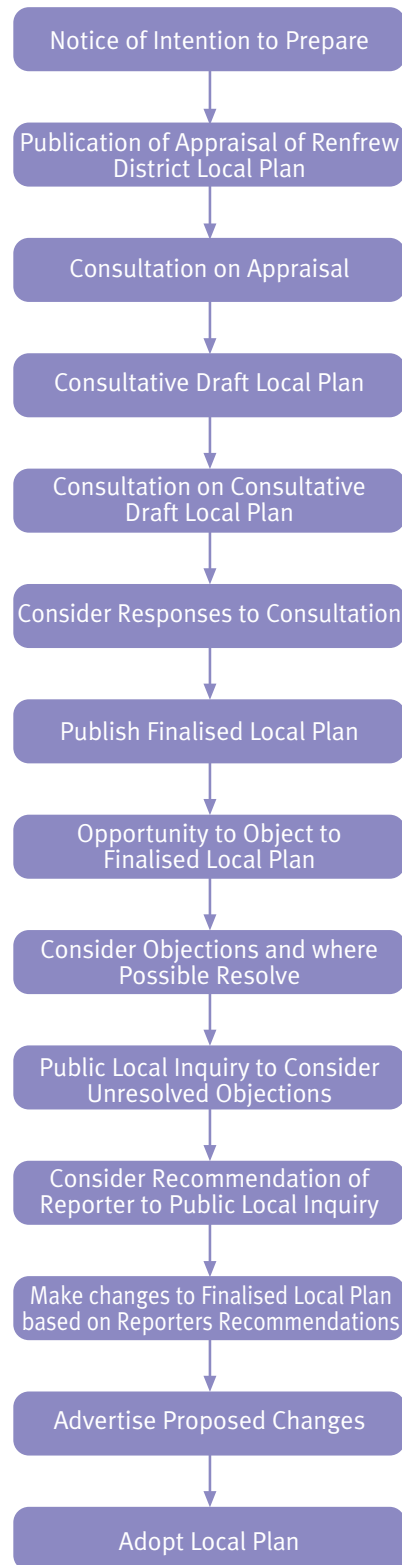 Notice of Intention to Prepare
Publication of Appraisal of Renfrew
District Local Plan
Consultation on Appraisal
Consultative Draft Local Plan
Consultation on Consultative
Draft Local Plan
Consider Responses to Consultation
Publish Finalised Local Plan
Opportunity to Object to
Finalised Local Plan
Consider Objections and where
Possible Resolve
Public Local Inquiry to Consider
Unresolved Objections
Consider Recommendation of
Reporter to Public Local Inquiry
Make changes to Finalised Local Plan
based on Reporters Recommendations
Advertise Proposed Changes
Adopt Local Plan